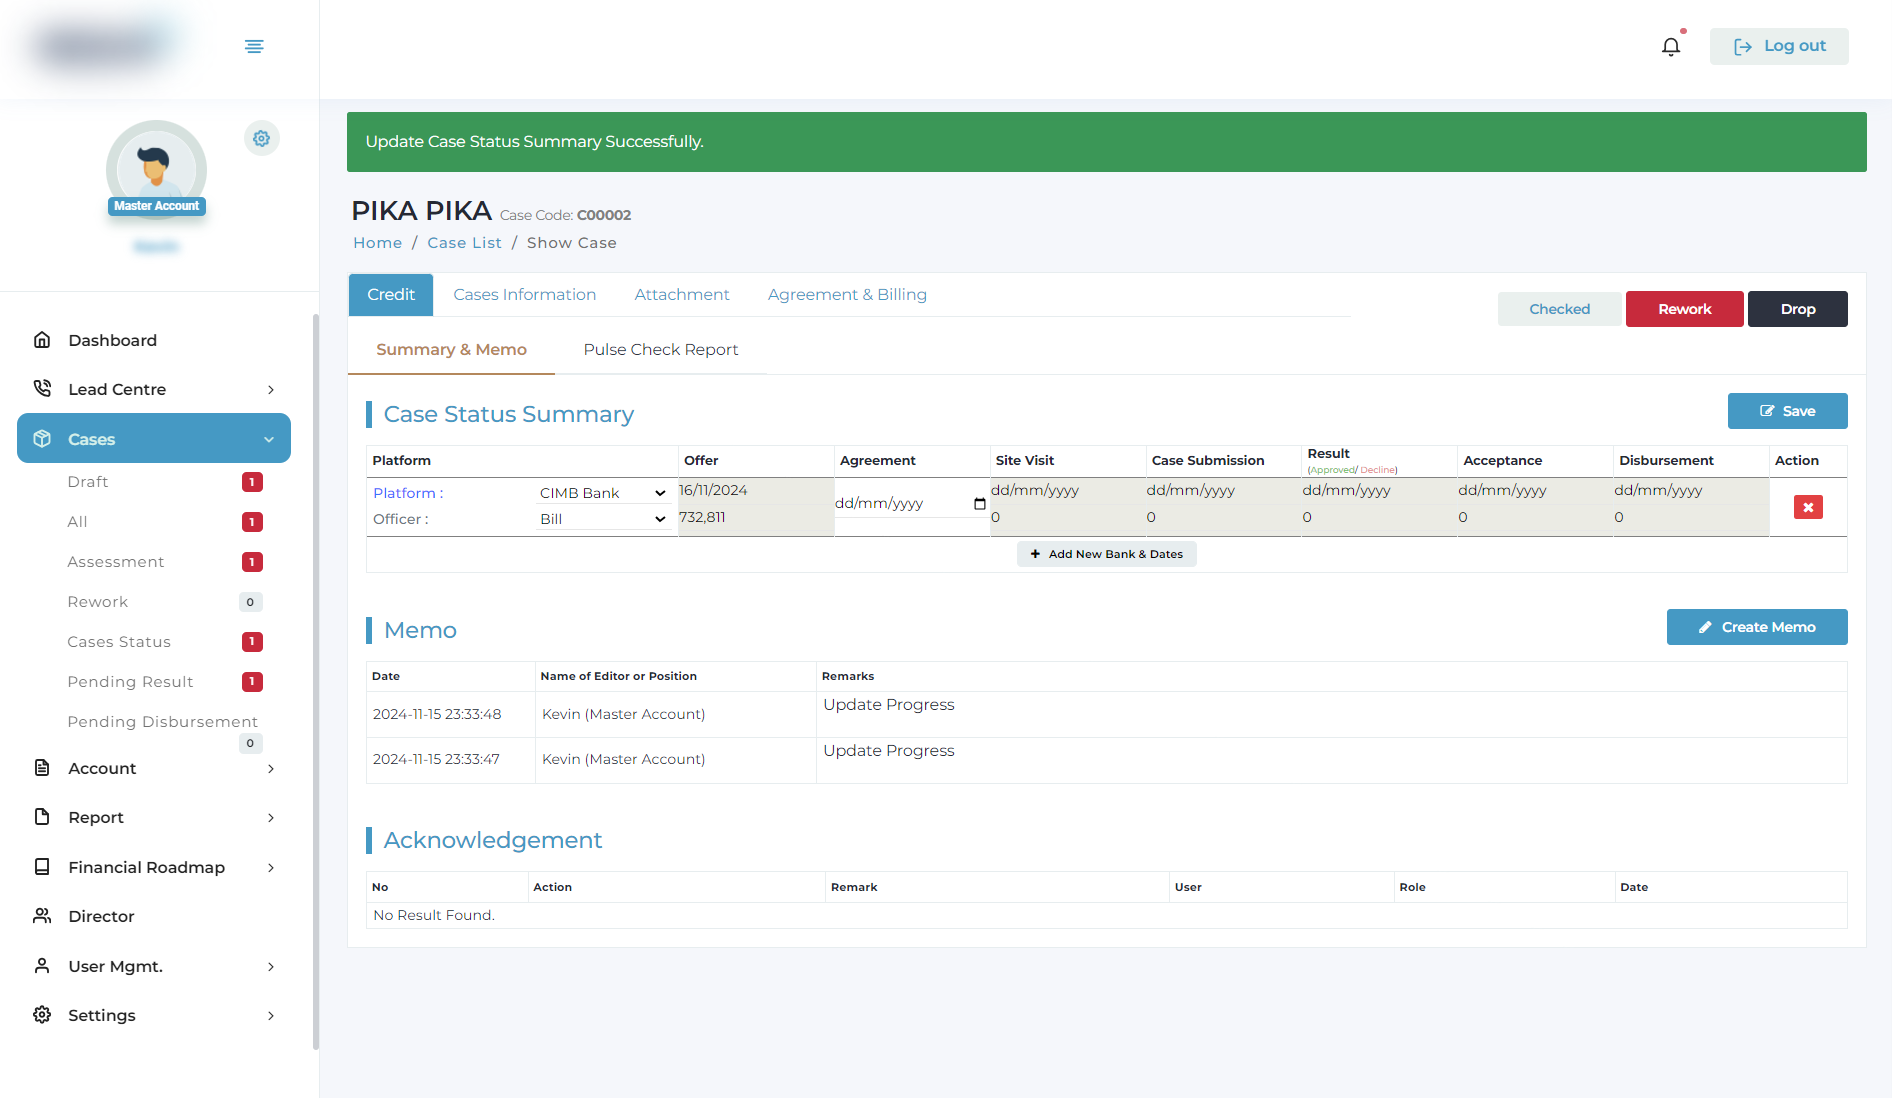 Log out
Update Case Status Summary Successfully.
Master Account
PIKA PIKA Case Code: C00002
Home / Case List / Show Case
Credit Cases Information Attachment Agreement & Billing
Checked Rework Drop
Summary & Memo Pulse Check Report
Dashboard
Lead Centre
Cases
Draft 1
All 1
Assessment 1
Rework 0
Cases Status 1
Pending Result 1
Pending Disbursement
0
Account
Report
Financial Roadmap
Director
User Mgmt.
Settings
Case Status Summary
Save
Platform Offer Agreement Site Visit Case Submission Result (Approved/ Decline) Acceptance Disbursement Action
Platform : CIMB Bank 16/11/2024 dd/mm/yyyy dd/mm/yyyy dd/mm/yyyy dd/mm/yyyy dd/mm/yyyy dd/mm/yyyy
Officer : Bill 732,811 0 0 0 0 0
Add New Bank & Dates
Memo
Create Memo
Date Name of Editor or Position Remarks
2024-11-15 23:33:48 Kevin (Master Account) Update Progress
2024-11-15 23:33:47 Kevin (Master Account) Update Progress
Acknowledgement
No Action Remark User Role Date
No Result Found.